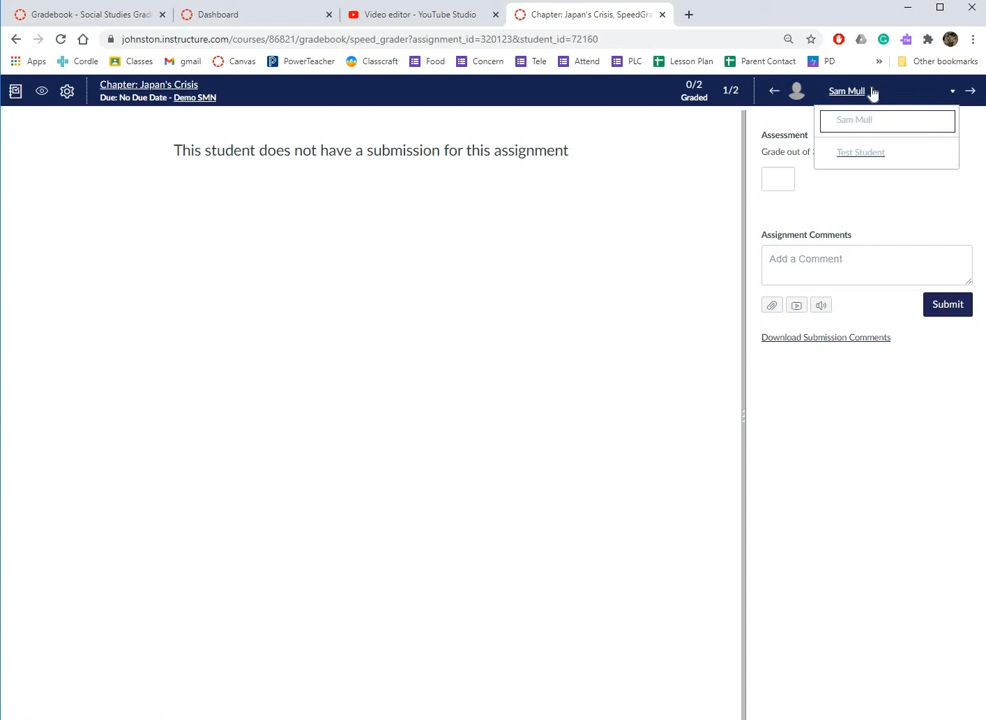 Gradebook - Social Studies Grad
Dashboard
Video editor - YouTube Studio
Chapter: Japan's Crisis, SpeedGra
johnston.instructure.com/courses/86821/gradebook/speed_grader?assignment_id=320123&student_id=72160
Apps Cordle Classes gmail Canvas PowerTeacher Classcraft Food Concern Tele Attend PLC Lesson Plan Parent Contact PD » Other bookmarks
Chapter: Japan's Crisis
Due: No Due Date - Demo SMN
0/2
Graded
1/2
Sam Mull
Sam Mull
Test Student
This student does not have a submission for this assignment
Assessment
Grade out of
Assignment Comments
Add a Comment
Submit
Download Submission Comments